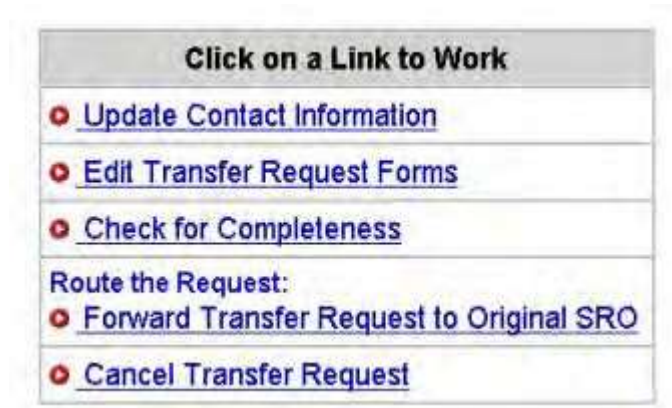 Click on a Link to Work
Update Contact Information
Edit Transfer Request Forms
Check for Completeness
Route the Request:
Forward Transfer Request to Original SRO
Cancel Transfer Request